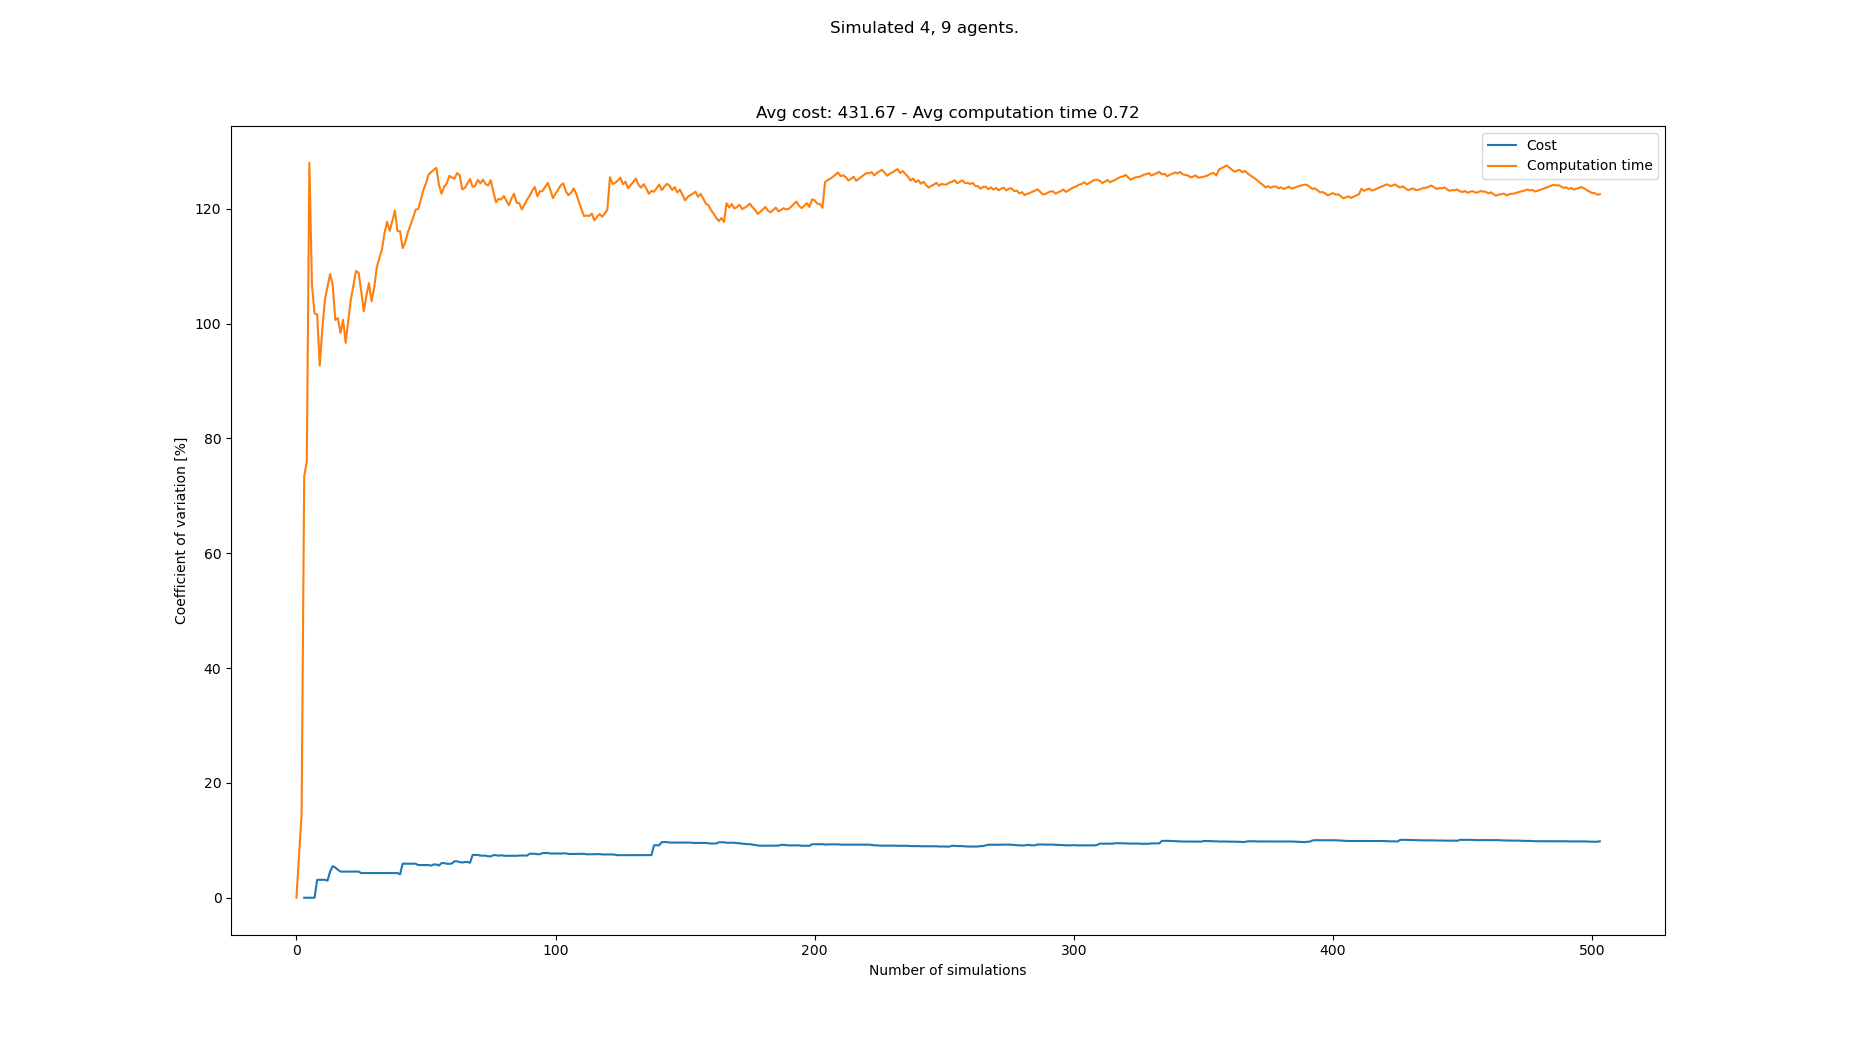 Simulated 4, 9 agents.
Avg cost: 431.67 - Avg computation time 0.72
Cost
Computation time
Coefficient of variation [%]
120
100
80
60
40
20
0
0 100 200 300 400 500
Number of simulations